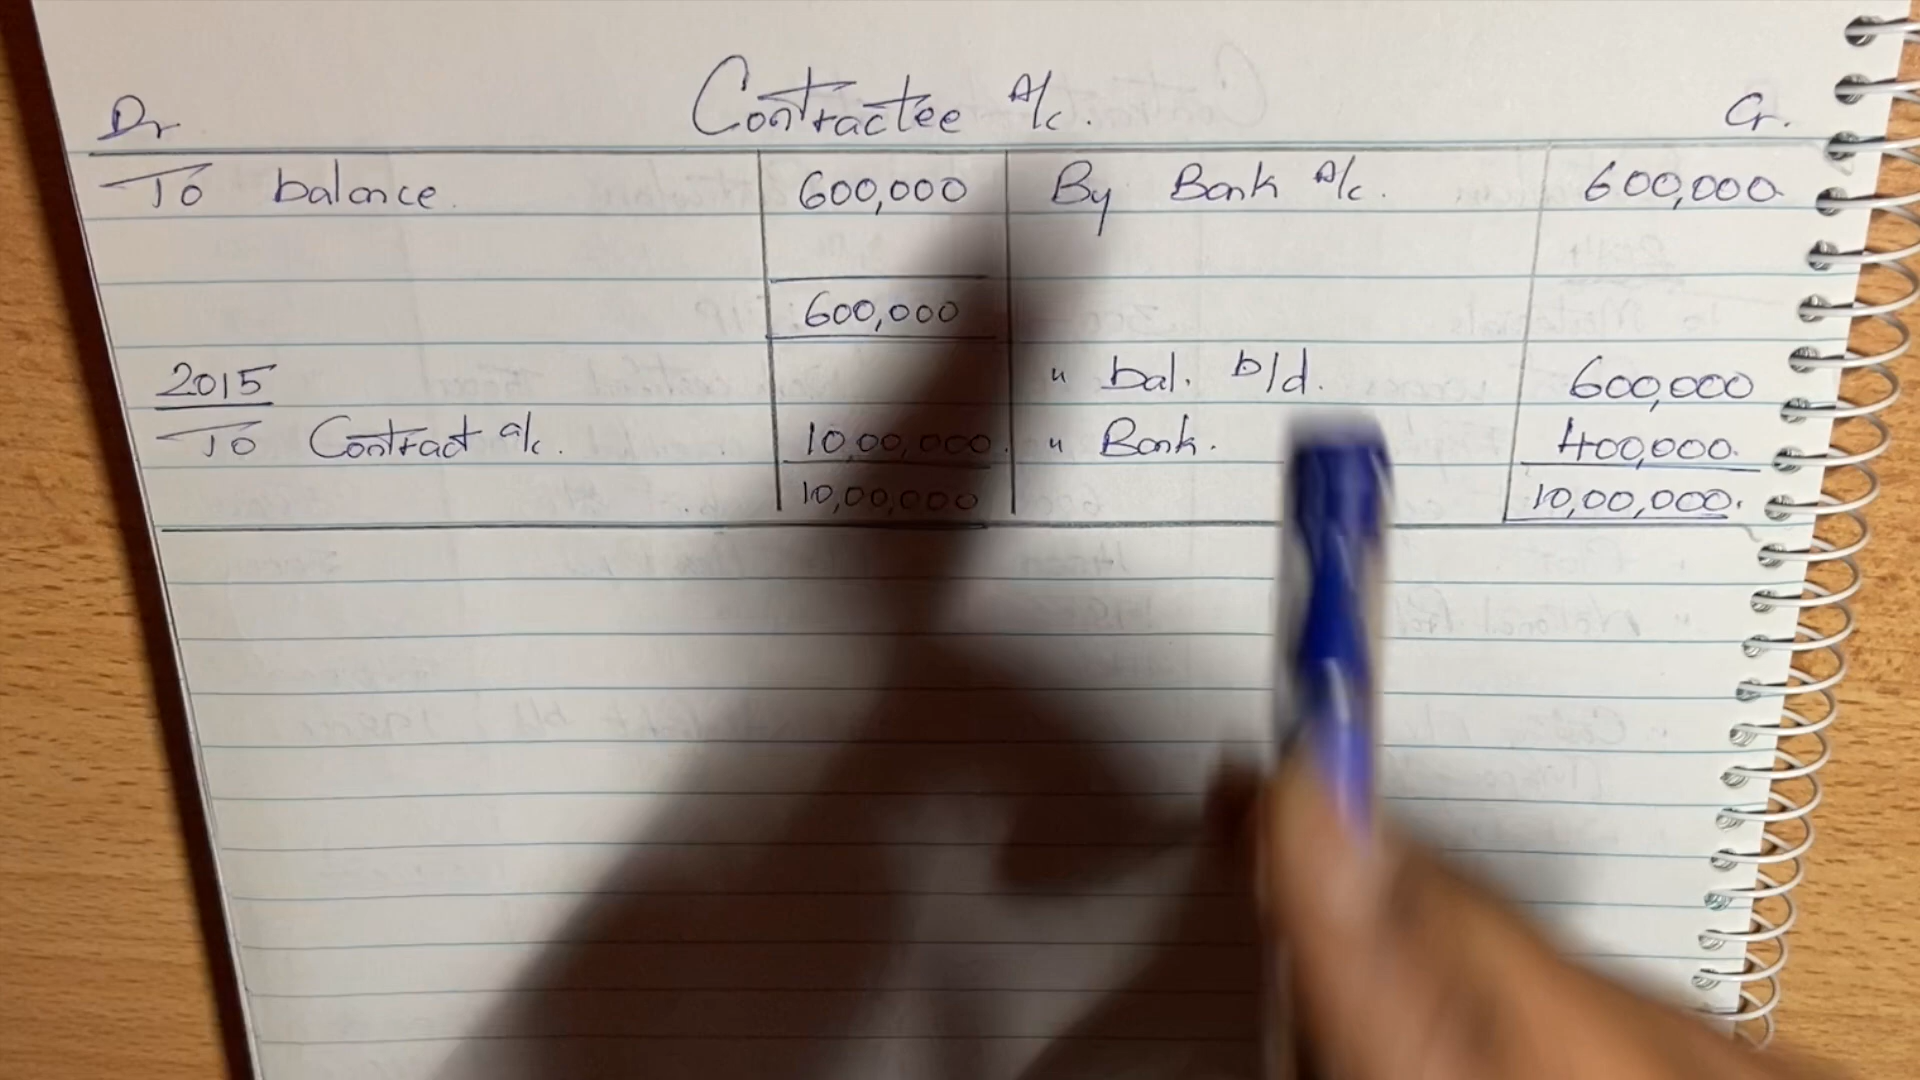 Contractee A/c.
Dr Cr.
To balance. 600,000 By Bank A/c. 600,000
600,000
2015 " bal. b/d. 600,000
To Contract a/c. 10,00,000. " Bank. 400,000.
10,00,000 10,00,000.